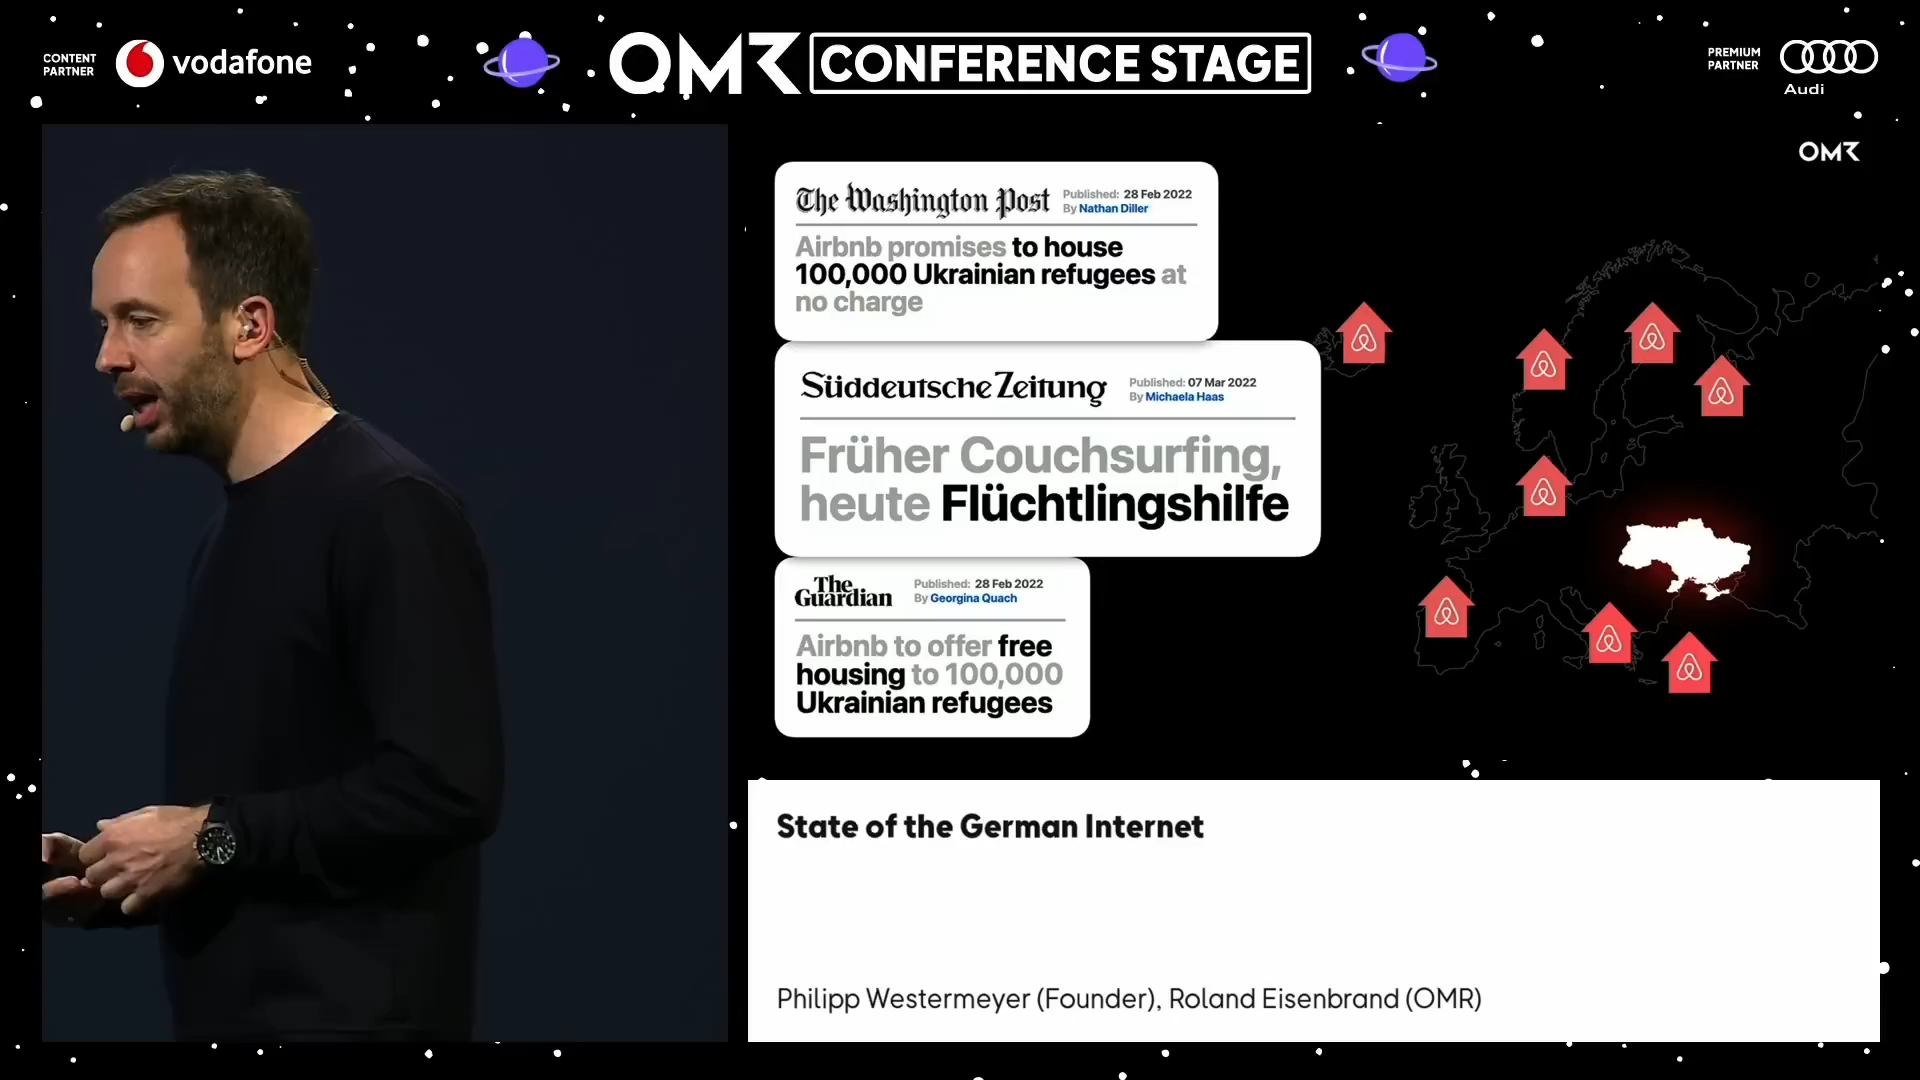 CONTENT
PARTNER
vodafone
OMR CONFERENCE STAGE
PREMIUM
PARTNER
Audi
OMR
The Washington Post
Published: 28 Feb 2022
By Nathan Diller
Airbnb promises to house
100,000 Ukrainian refugees at
no charge
Süddeutsche Zeitung
Published: 07 Mar 2022
By Michaela Haas
Früher Couchsurfing,
heute Flüchtlingshilfe
The
Guardian
Published: 28 Feb 2022
By Georgina Quach
Airbnb to offer free
housing to 100,000
Ukrainian refugees
State of the German Internet
Philipp Westermeyer (Founder), Roland Eisenbrand (OMR)